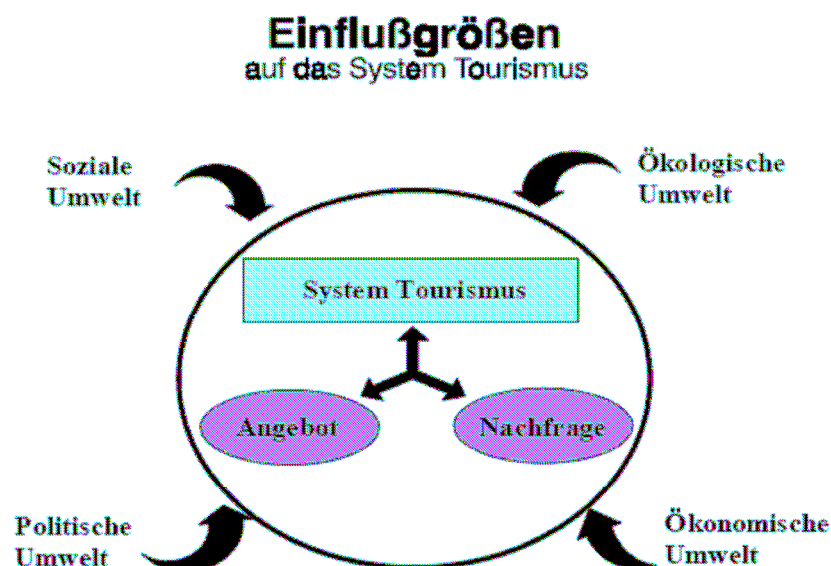 Einflußgrößen
auf das System Tourismus
Soziale
Umwelt
Ökologische
Umwelt
System Tourismus
Angebot
Nachfrage
Politische
Umwelt
Ökonomische
Umwelt